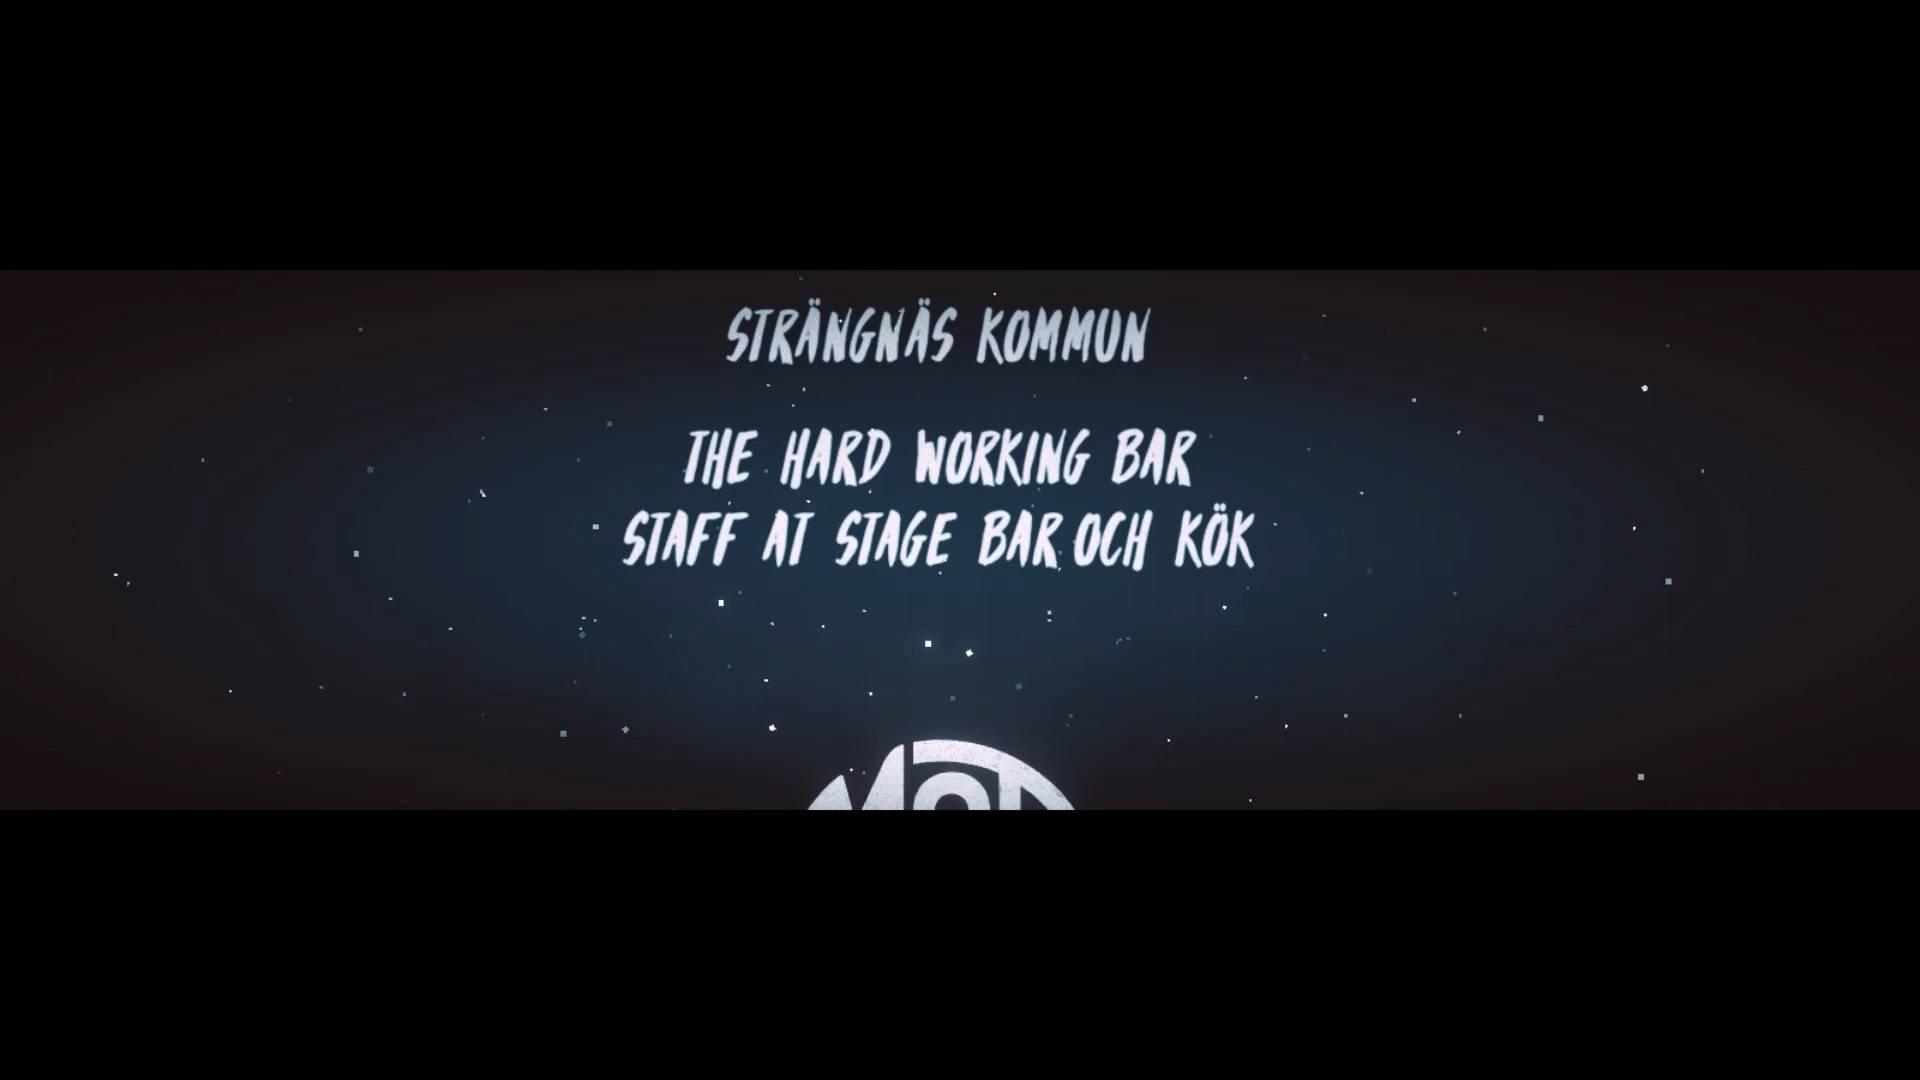 STRÄNGNÄS KOMMUN
THE HARD WORKING BAR
STAFF AT STAGE BAR OCH KÖK